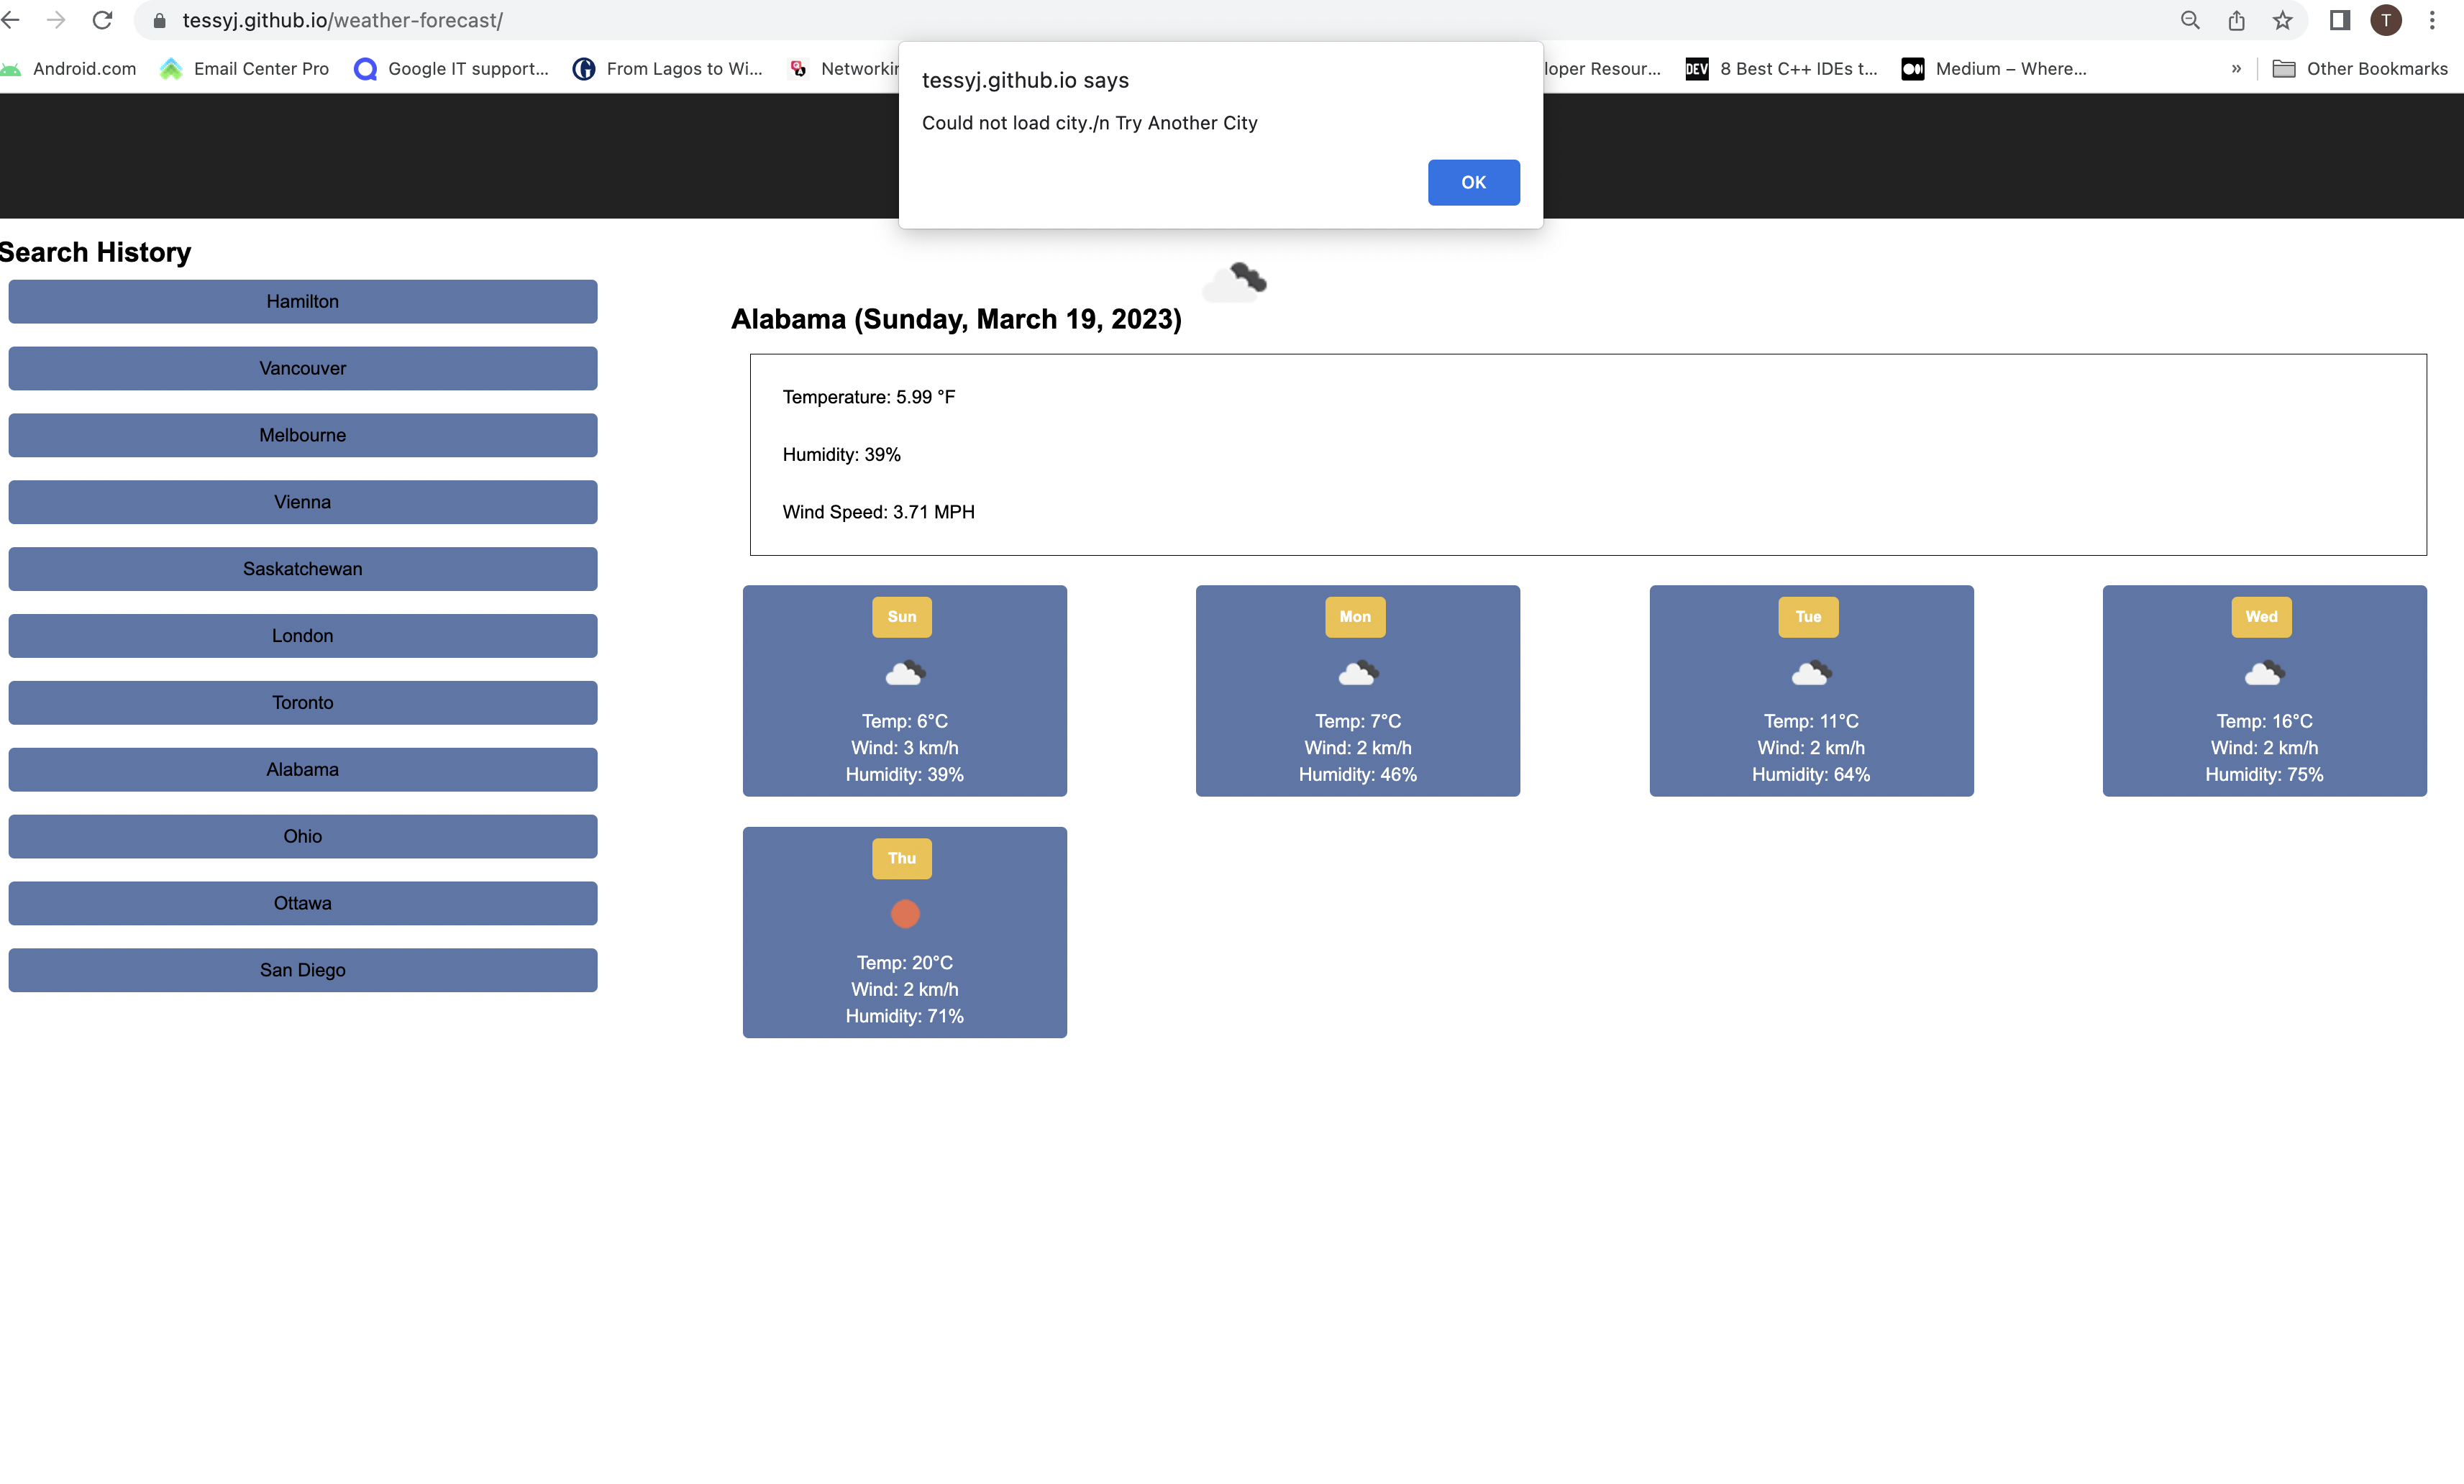 tessyj.github.io/weather-forecast/
T
Android.com
Email Center Pro
Google IT support...
From Lagos to Wi...
8 Best C++ IDEs t...
DEV
Medium – Where...
»
Other Bookmarks
tessyj.github.io says
Could not load city./n Try Another City
OK
Search History
Hamilton
Vancouver
Melbourne
Vienna
Saskatchewan
London
Toronto
Alabama
Ohio
Ottawa
San Diego
Alabama (Sunday, March 19, 2023)
Temperature: 5.99 °F
Humidity: 39%
Wind Speed: 3.71 MPH
Sun
Temp: 6°C
Wind: 3 km/h
Humidity: 39%
Mon
Temp: 7°C
Wind: 2 km/h
Humidity: 46%
Tue
Temp: 11°C
Wind: 2 km/h
Humidity: 64%
Wed
Temp: 16°C
Wind: 2 km/h
Humidity: 75%
Thu
Temp: 20°C
Wind: 2 km/h
Humidity: 71%